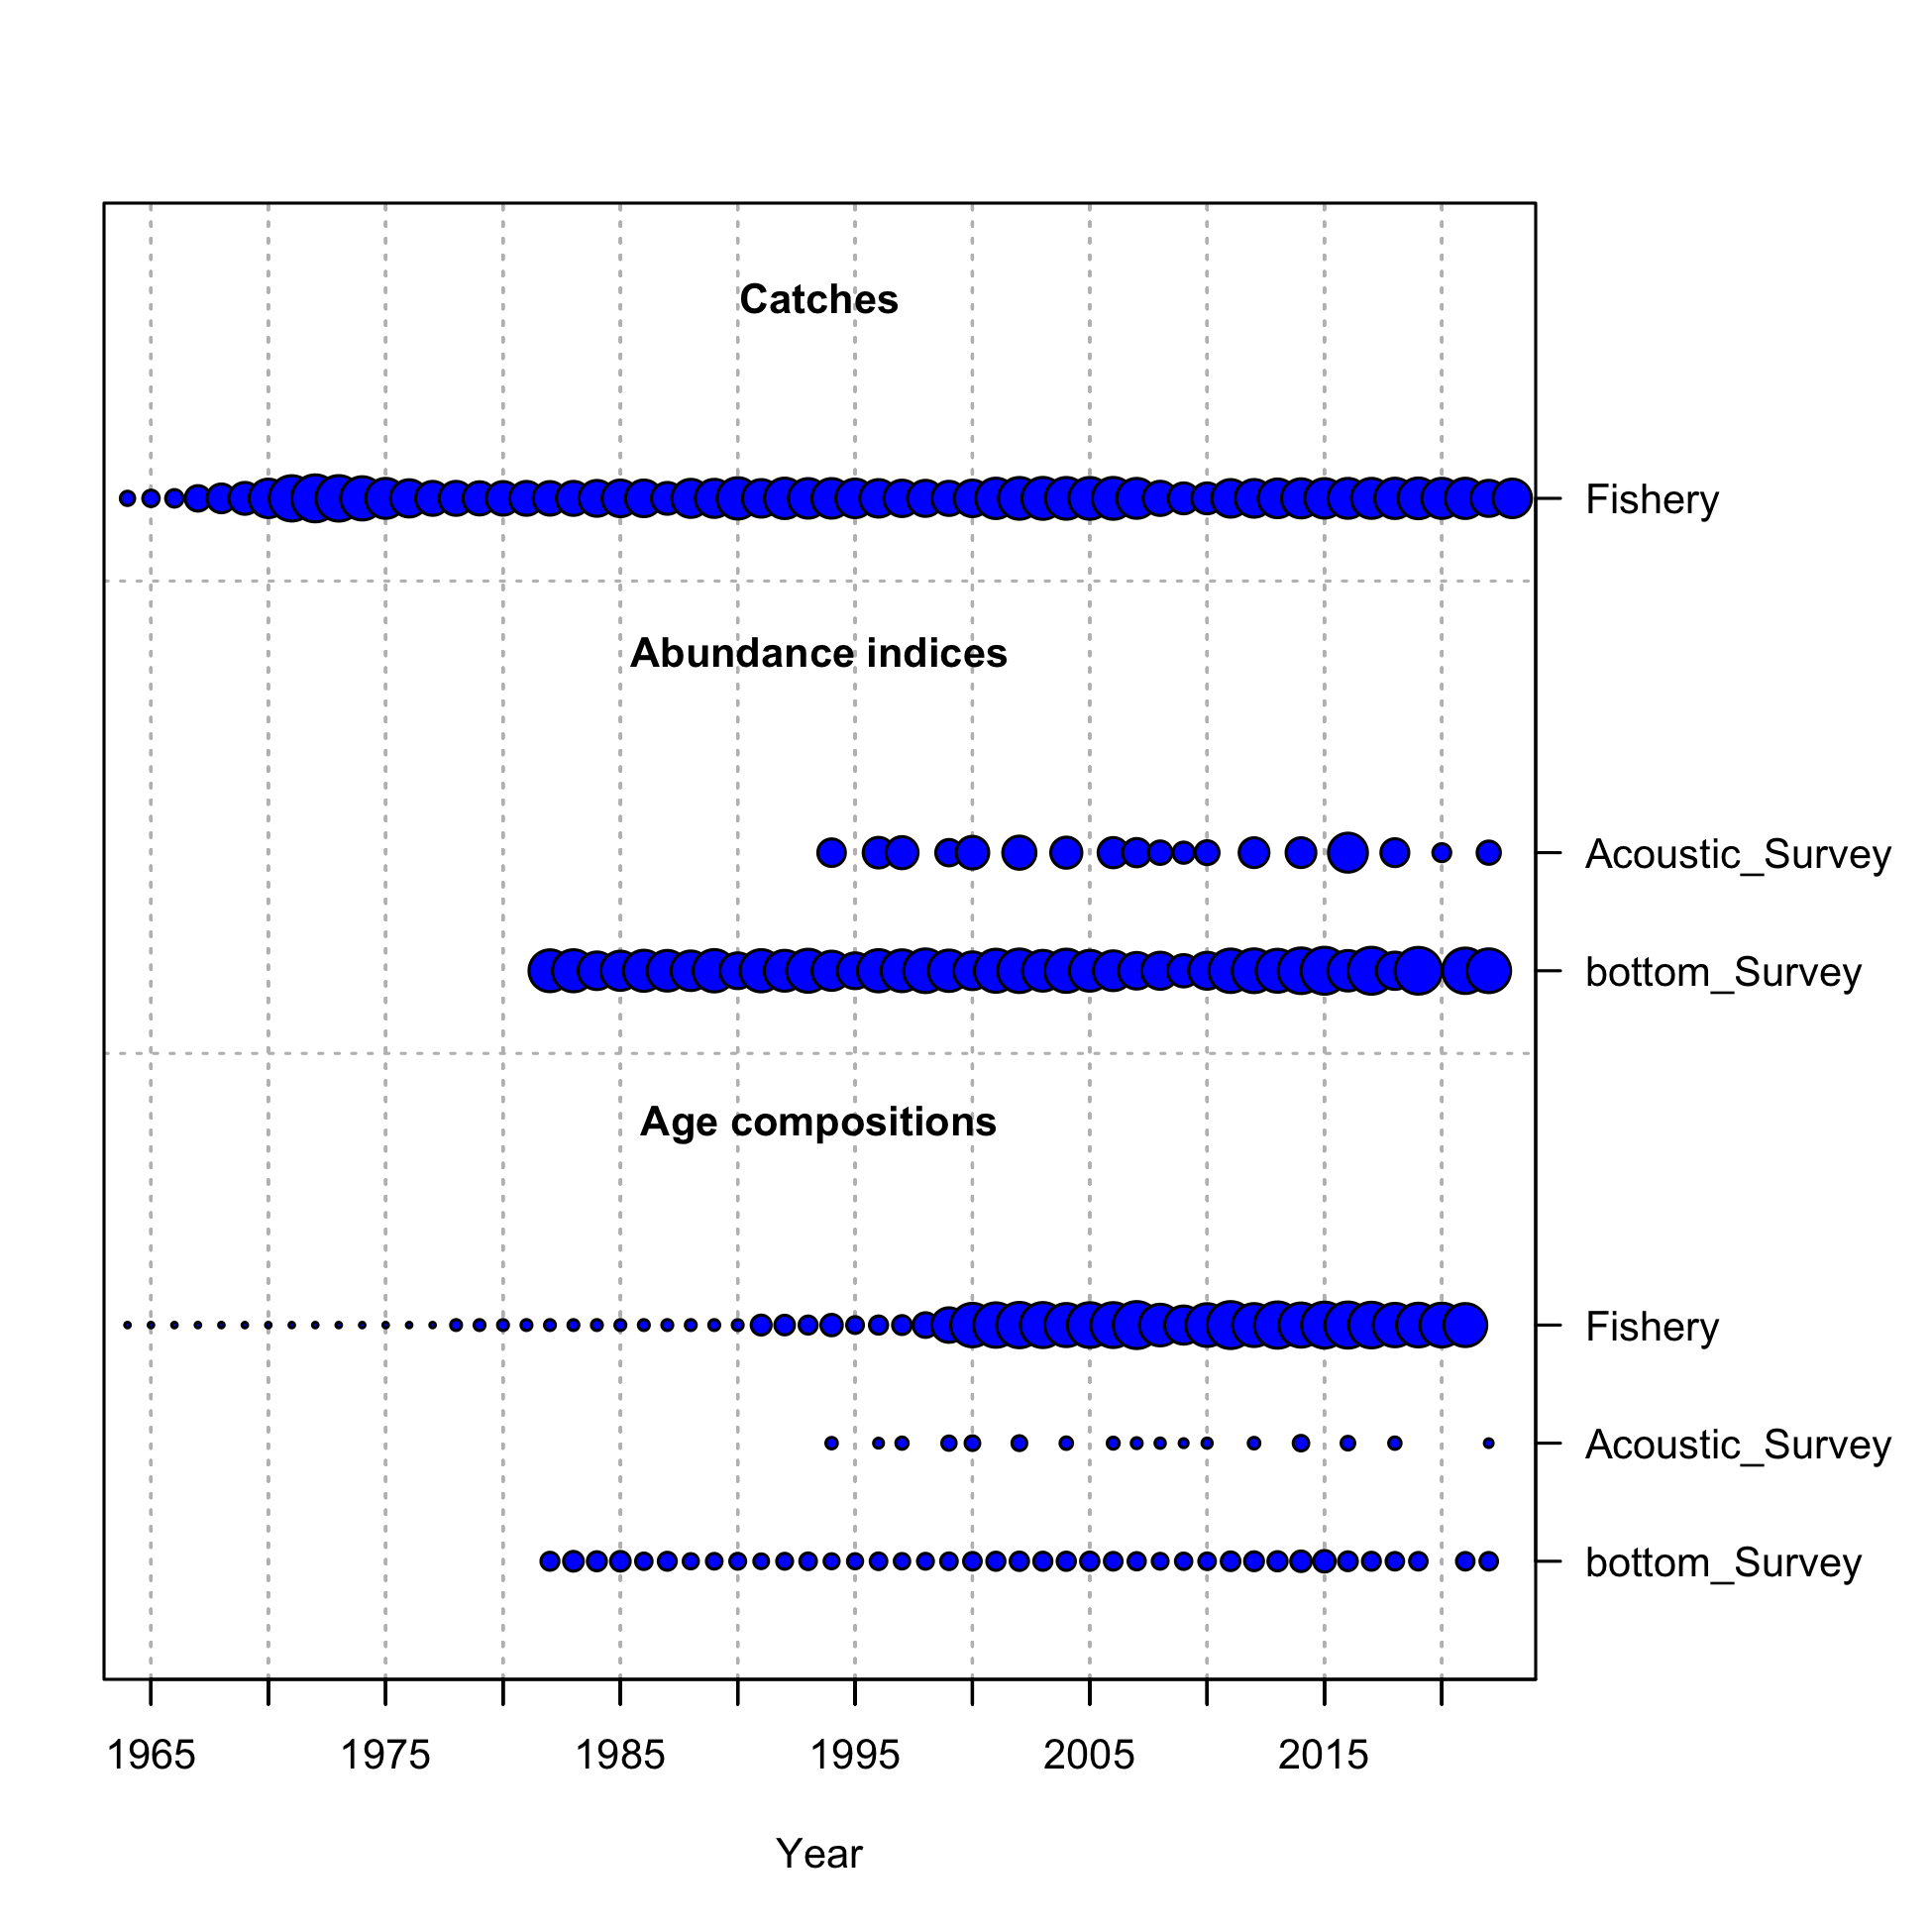 Catches
Fishery
Abundance indices
Acoustic_Survey
bottom_Survey
Age compositions
Fishery
Acoustic_Survey
bottom_Survey
1965 1975 1985 1995 2005 2015
Year